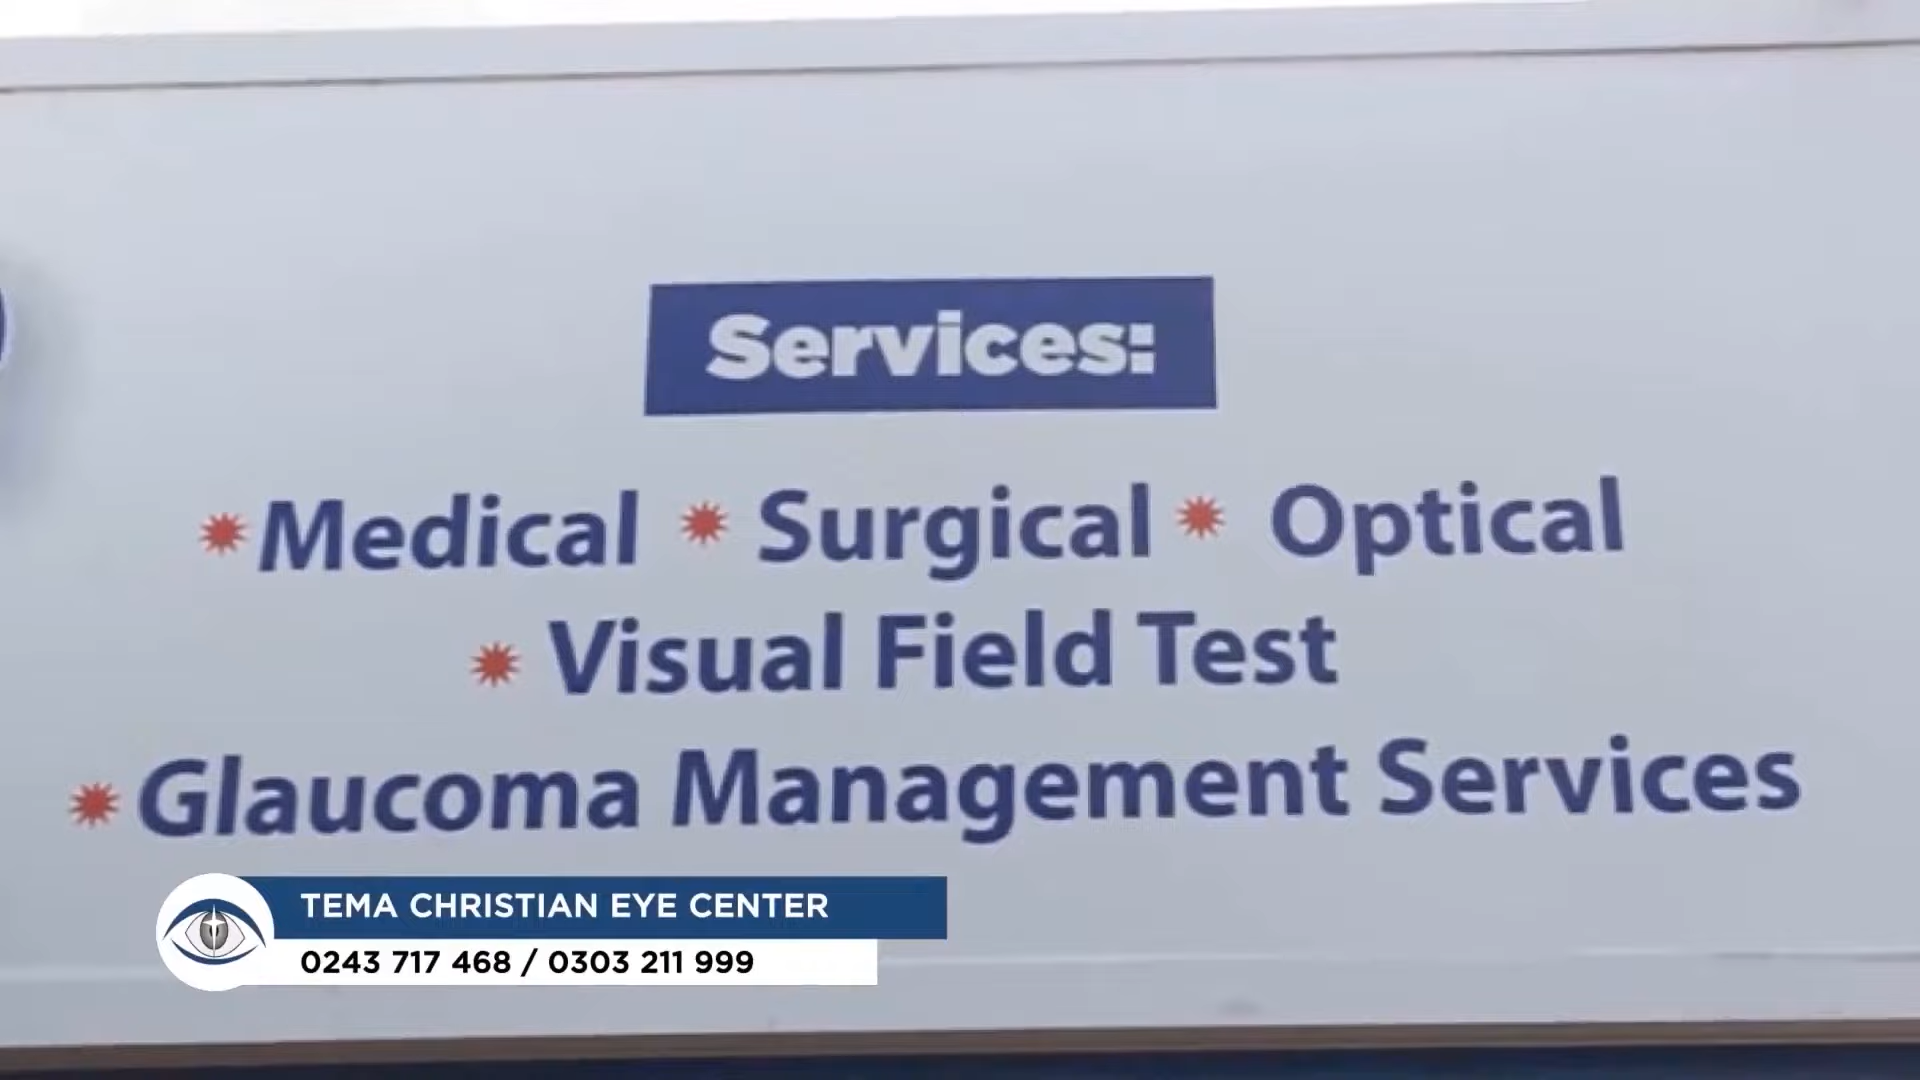 Services:
Medical Surgical Optical
Visual Field Test
Glaucoma Management Services
TEMA CHRISTIAN EYE CENTER
0243 717 468 / 0303 211 999